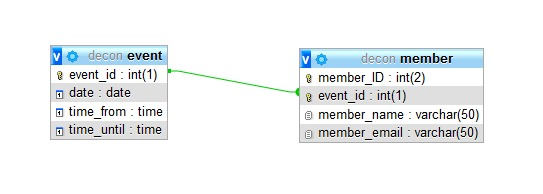 v decon event
event_id : int(1)
date : date
time_from : time
time_until : time
v decon member
member_ID : int(2)
event_id : int(1)
member_name : varchar(50)
member_email : varchar(50)